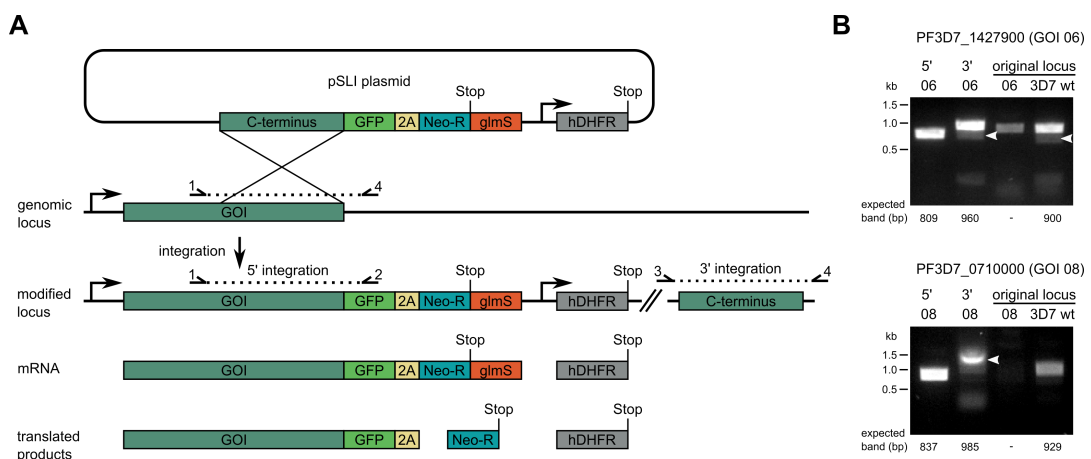 A
pSLI plasmid
Stop
Stop
C-terminus GFP 2A Neo-R glmS hDHFR
1 4
genomic
locus
GOI
integration
1 5' integration 2
Stop
Stop
3 3' integration 4
modified
locus
GOI GFP 2A Neo-R glmS hDHFR C-terminus
Stop
Stop
mRNA
GOI GFP 2A Neo-R glmS hDHFR
Stop
Stop
translated
products
GOI GFP 2A Neo-R hDHFR
B
PF3D7_1427900 (GOI 06)
5' 3' original locus
kb 06 06 06 3D7 wt
1.5
1.0
0.5
expected
band (bp) 809 960 - 900
PF3D7_0710000 (GOI 08)
5' 3' original locus
08 08 08 3D7 wt
kb
1.5
1.0
0.5
expected
band (bp) 837 985 - 929